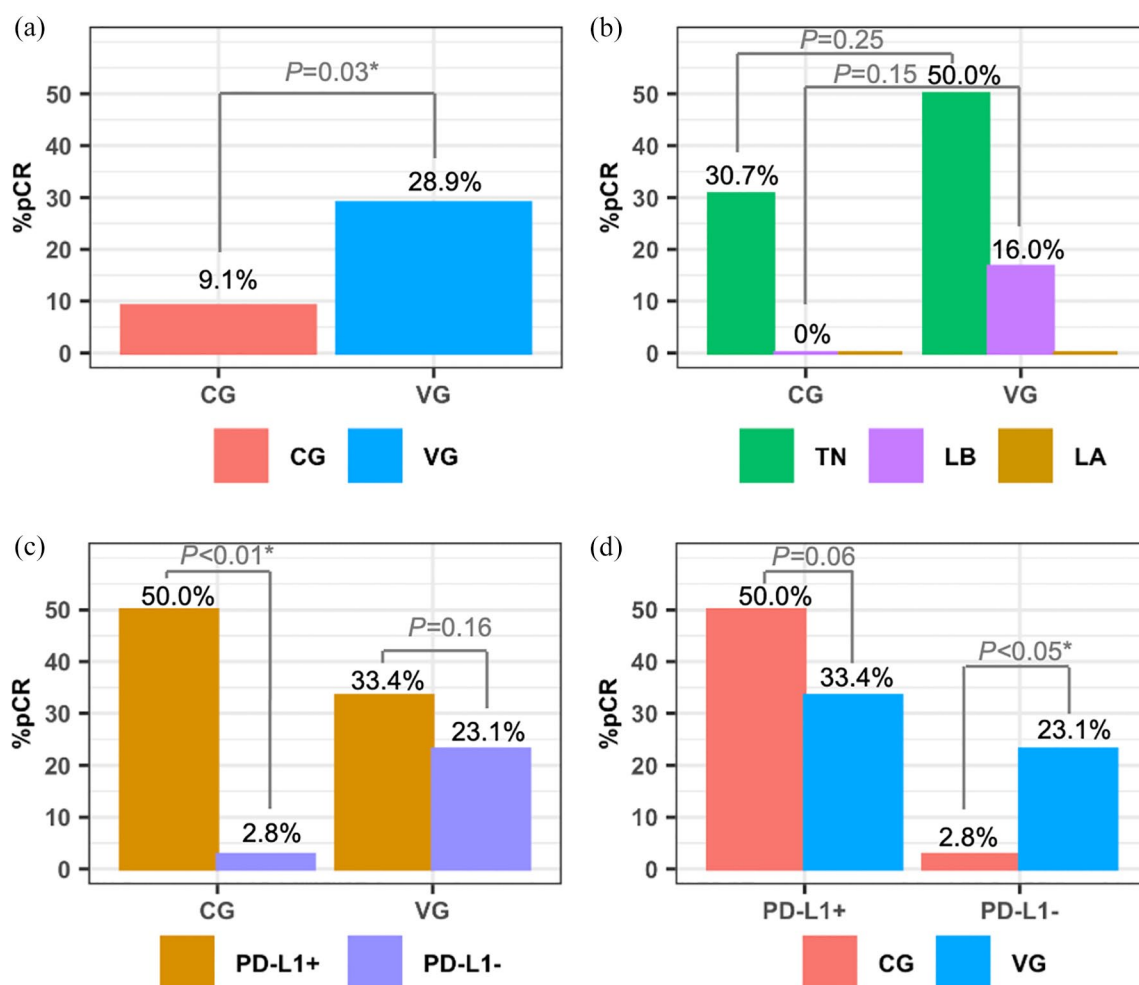 (a)
P=0.03*
%pCR
50
40
30
20
10
0
9.1%
28.9%
CG VG
CG VG
(b)
P=0.25
P=0.15
%pCR
50
40
30
20
10
0
30.7%
0%
50.0%
16.0%
CG VG
TN LB LA
(c)
P<0.01*
P=0.16
%pCR
50
40
30
20
10
0
50.0%
2.8%
33.4%
23.1%
CG VG
PD-L1+ PD-L1-
(d)
P=0.06
P<0.05*
%pCR
50
40
30
20
10
0
50.0%
33.4%
2.8%
23.1%
PD-L1+ PD-L1-
CG VG